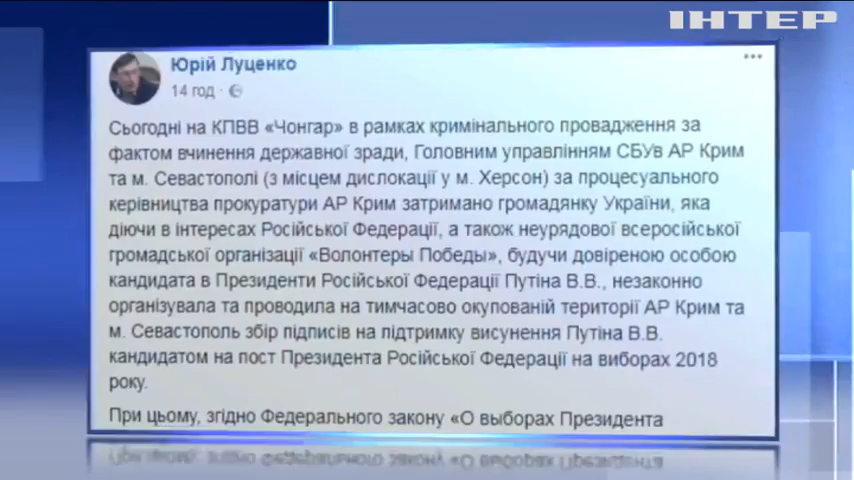 ІНТЕР
Юрій Луценко
14 год ·
Сьогодні на КПВВ «Чонгар» в рамках кримінального провадження за
фактом вчинення державної зради, Головним управлінням СБУв АР Крим
та м. Севастополі (з місцем дислокації у м. Херсон) за процесуального
керівництва прокуратури АР Крим затримано громадянку України, яка
діючи в інтересах Російської Федерації, а також неурядової всеросійської
громадської організації «Волонтеры Победы», будучи довіреною особою
кандидата в Президенти Російської Федерації Путіна В.В., незаконно
організувала та проводила на тимчасово окупованій території АР Крим та
м. Севастополь збір підписів на підтримку висунення Путіна В.В.
кандидатом на пост Президента Російської Федерації на виборах 2018
року.
При цьому, згідно Федерального закону «О выборах Президента